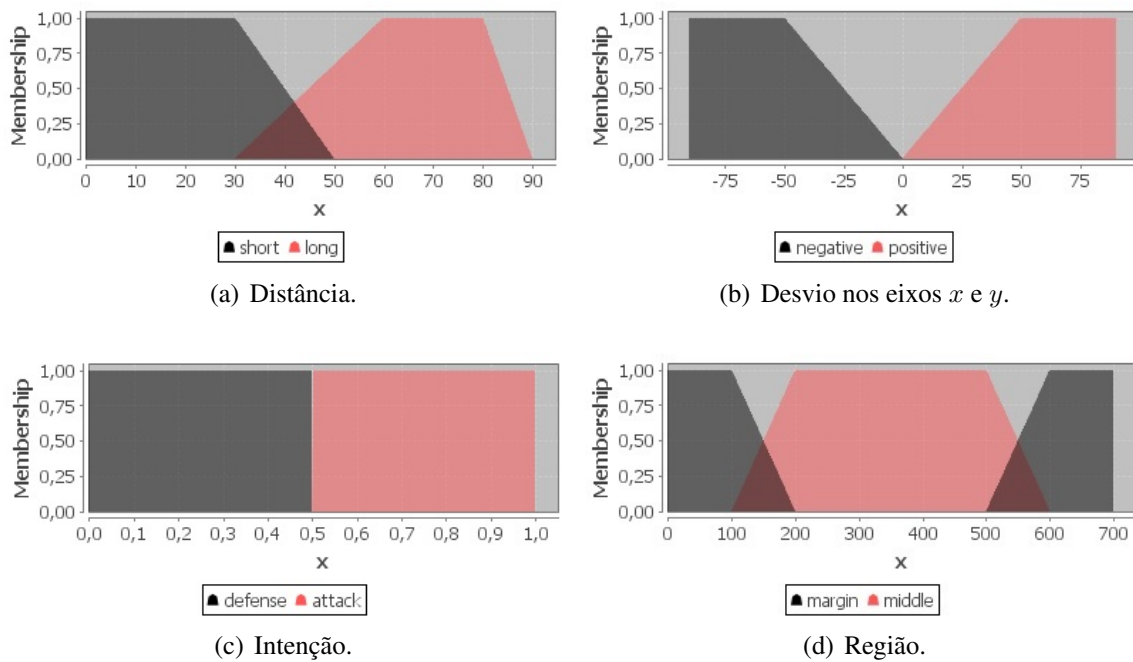 Membership
1,00
0,75
0,50
0,25
0,00
0 10 20 30 40 50 60 70 80 90
x
short long
(a) Distância.
Membership
1,00
0,75
0,50
0,25
0,00
-75 -50 -25 0 25 50 75
x
negative positive
(b) Desvio nos eixos x e y.
Membership
1,00
0,75
0,50
0,25
0,00
0,0 0,1 0,2 0,3 0,4 0,5 0,6 0,7 0,8 0,9 1,0
x
defense attack
(c) Intenção.
Membership
1,00
0,75
0,50
0,25
0,00
0 100 200 300 400 500 600 700
x
margin middle
(d) Região.